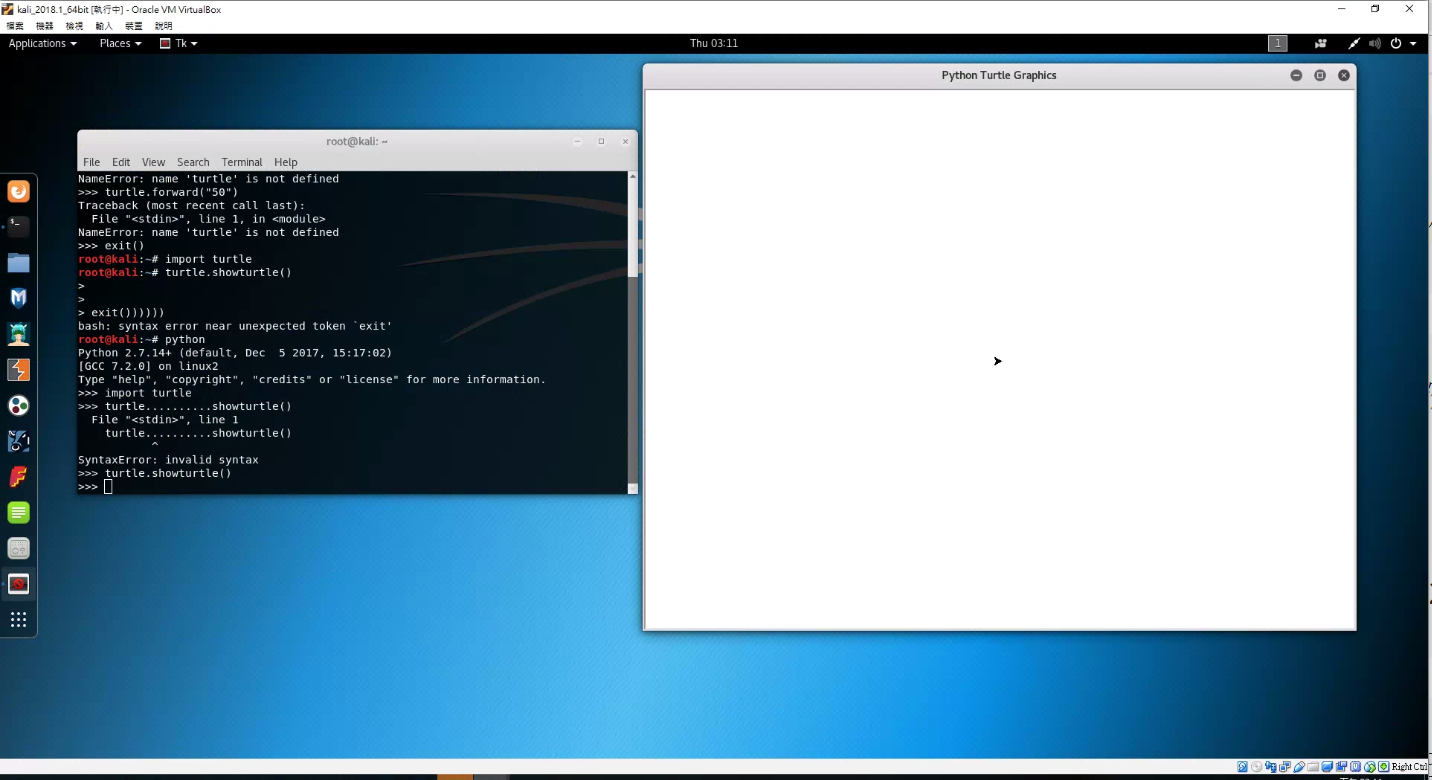 kali_2018.1_64bit [執行中] - Oracle VM VirtualBox
檔案 機器 檢視 輸入 裝置 說明
Applications Places Tk Thu 03:11 1
Python Turtle Graphics
root@kali: ~
File Edit View Search Terminal Help
NameError: name 'turtle' is not defined
>>> turtle.forward("50")
Traceback (most recent call last):
  File "<stdin>", line 1, in <module>
NameError: name 'turtle' is not defined
>>> exit()
root@kali:~# import turtle
root@kali:~# turtle.showturtle()
>
>
> exit())))))
bash: syntax error near unexpected token `exit'
root@kali:~# python
Python 2.7.14+ (default, Dec  5 2017, 15:17:02)
[GCC 7.2.0] on linux2
Type "help", "copyright", "credits" or "license" for more information.
>>> import turtle
>>> turtle..........showturtle()
  File "<stdin>", line 1
    turtle..........showturtle()
           ^
SyntaxError: invalid syntax
>>> turtle.showturtle()
>>>
Right Ctrl